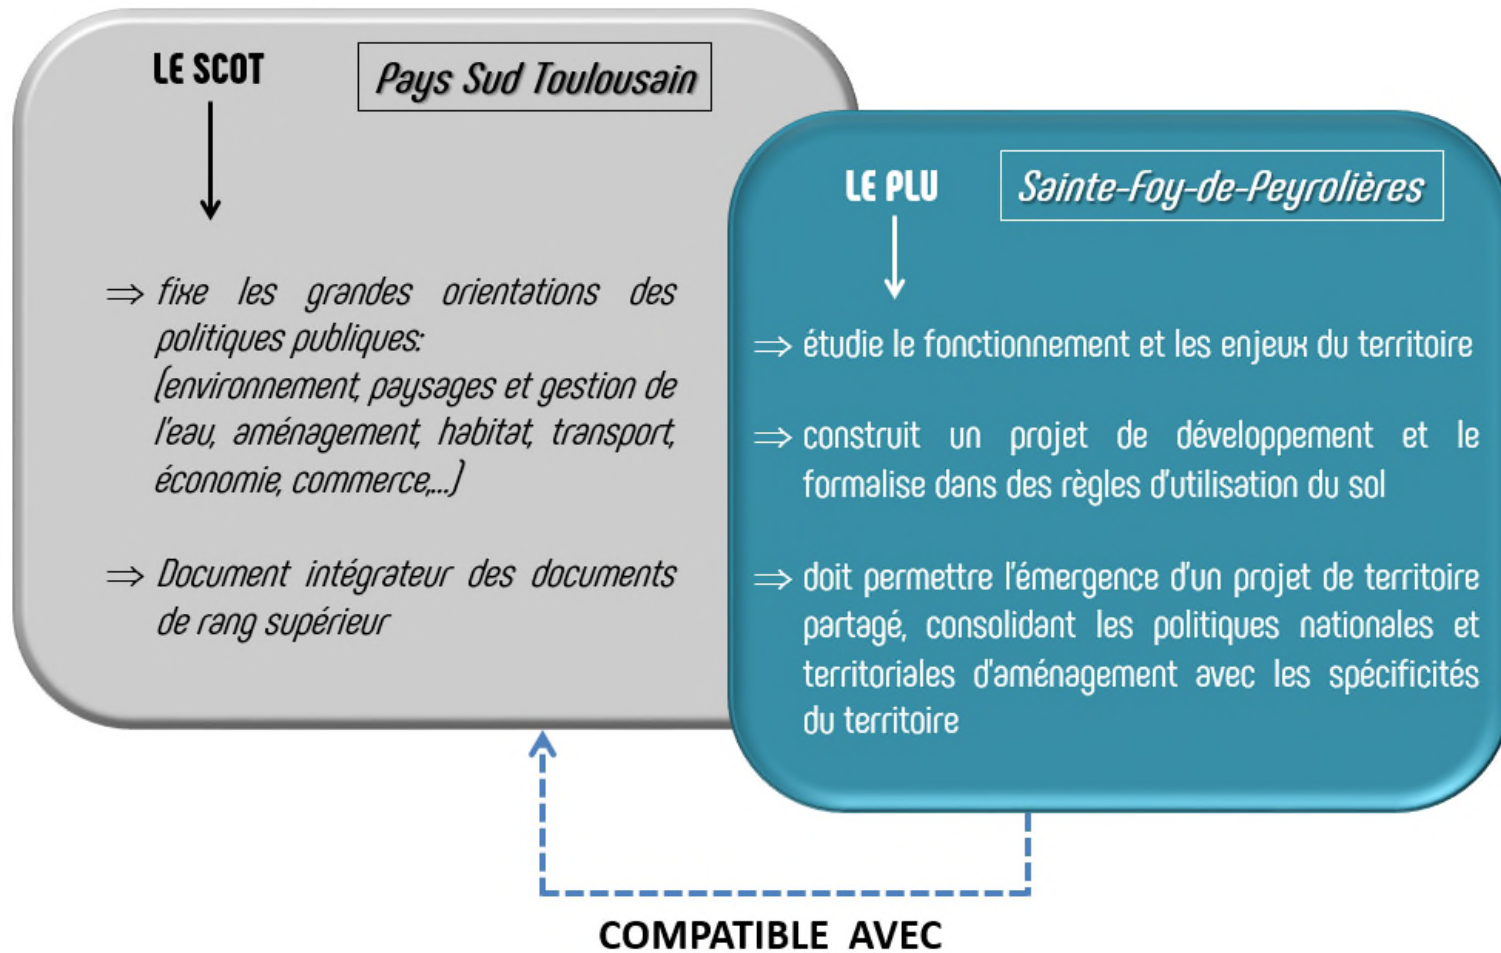 LE SCOT
Pays Sud Toulousain
⇒ fixe les grandes orientations des
politiques publiques:
(environnement, paysages et gestion de
l'eau, aménagement, habitat, transport,
économie, commerce,...)
⇒ Document intégrateur des documents
de rang supérieur
LE PLU
Sainte-Foy-de-Peyrolières
⇒ étudie le fonctionnement et les enjeux du territoire
⇒ construit un projet de développement et le
formalise dans des règles d'utilisation du sol
⇒ doit permettre l'émergence d'un projet de territoire
partagé, consolidant les politiques nationales et
territoriales d'aménagement avec les spécificités
du territoire
COMPATIBLE AVEC